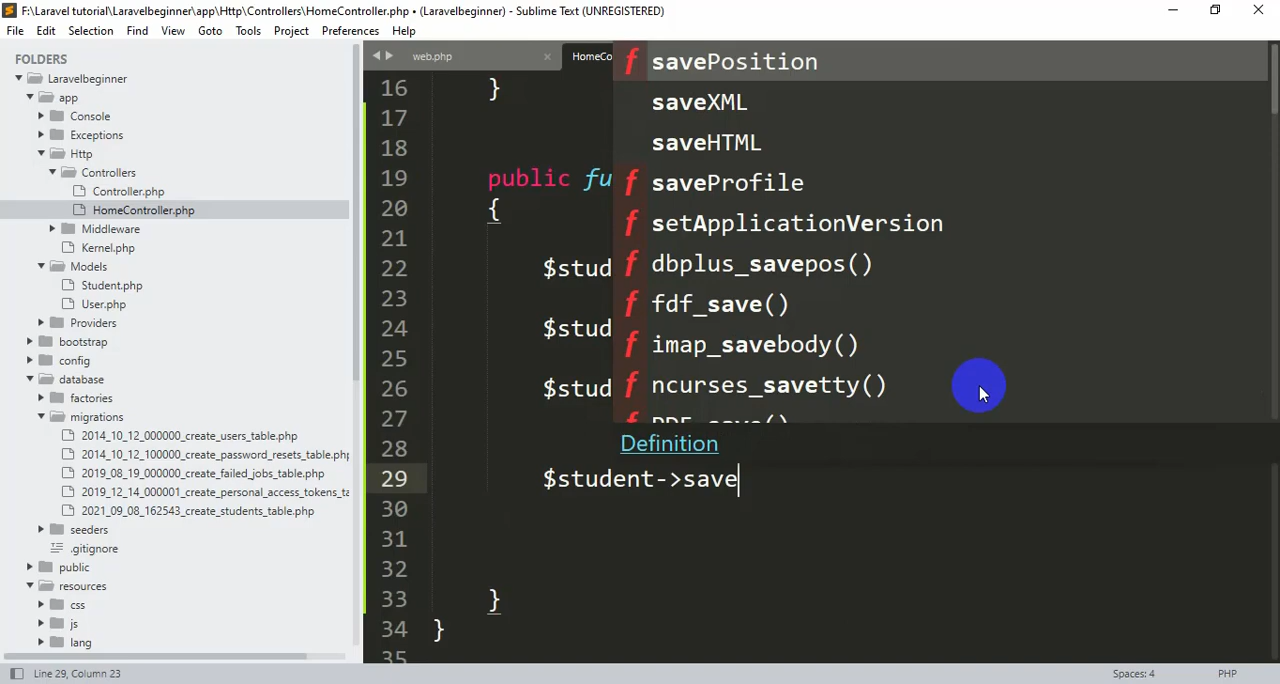 F:\Laravel tutorial\Laravelbeginner\app\Http\Controllers\HomeController.php • (Laravelbeginner) - Sublime Text (UNREGISTERED)
File Edit Selection Find View Goto Tools Project Preferences Help
FOLDERS
Laravelbeginner
app
Console
Exceptions
Http
Controllers
Controller.php
HomeController.php
Middleware
Kernel.php
Models
Student.php
User.php
Providers
bootstrap
config
database
factories
migrations
2014_10_12_000000_create_users_table.php
2014_10_12_100000_create_password_resets_table.php
2019_08_19_000000_create_failed_jobs_table.php
2019_12_14_000001_create_personal_access_tokens_ta
2021_09_08_162543_create_students_table.php
seeders
.gitignore
public
resources
css
js
lang
web.php HomeCo
16 }
17
18
19 public fu
20 {
21
22 $stud
23
24 $stud
25
26 $stud
27
28
29 $student->save
30
31
32
33 }
34 }
35
f savePosition
saveXML
saveHTML
f saveProfile
f setApplicationVersion
f dbplus_savepos()
f fdf_save()
f imap_savebody()
f ncurses_savetty()
f PDF_save()
Definition
Line 29, Column 23 Spaces: 4 PHP